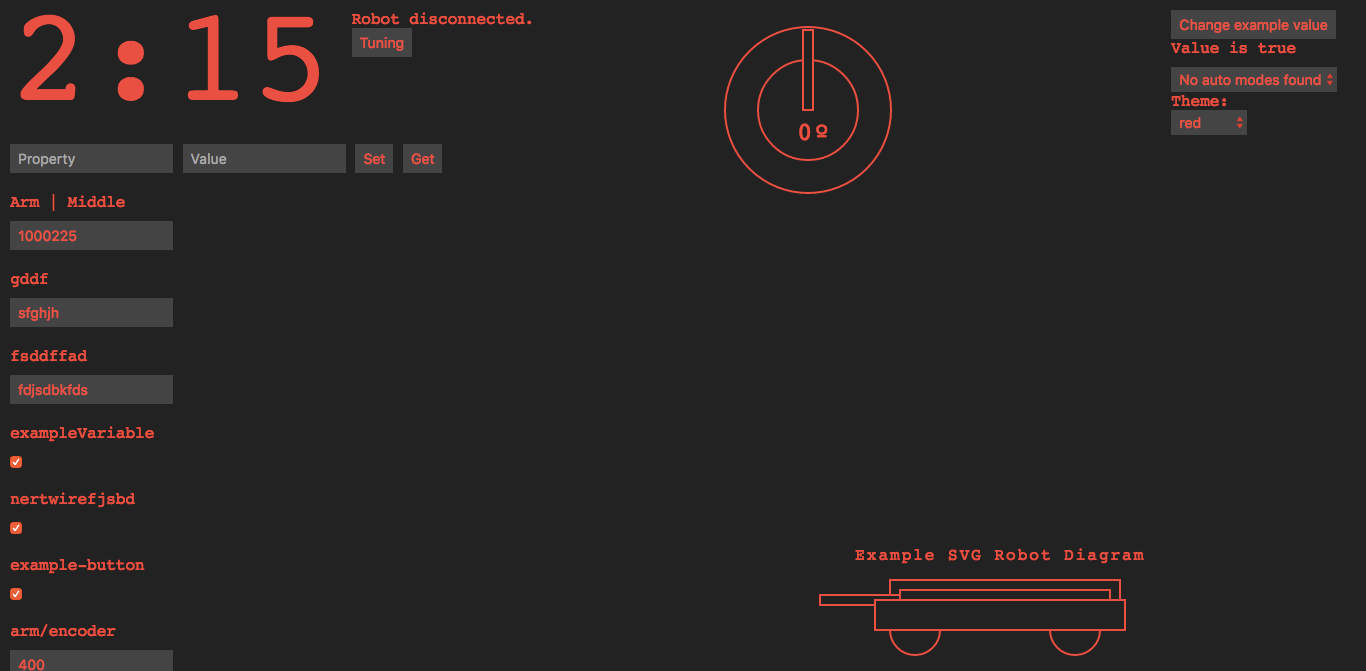 2:15
Robot disconnected.
Tuning
Property
Value
Set
Get
Arm | Middle
1000225
gddf
sfghjh
fsddffad
fdjsdbkfds
exampleVariable
nertwirefjsbd
example-button
arm/encoder
400
0º
Example SVG Robot Diagram
Change example value
Value is true
No auto modes found
Theme:
red